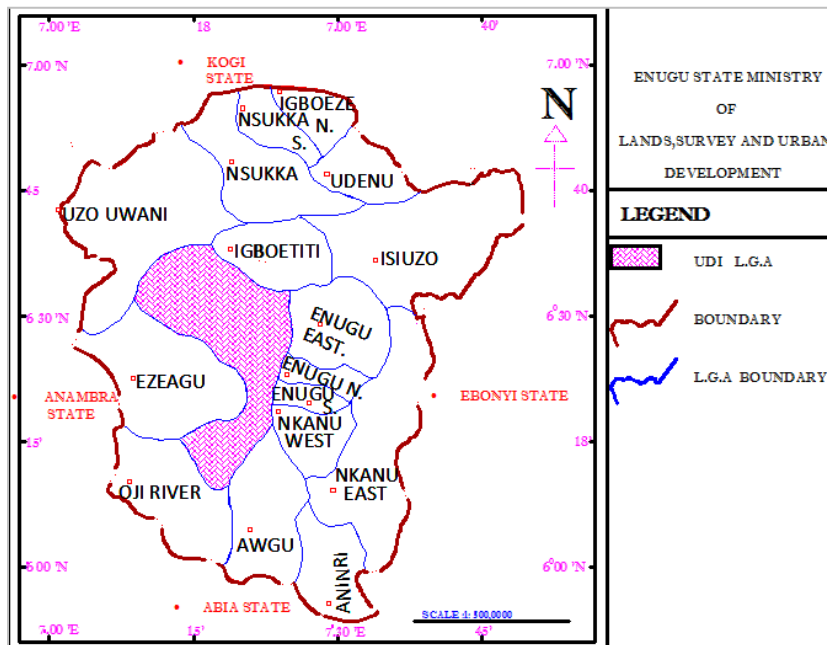 7.00 'E
18
7.00 'E
40'
7.00 'N
7.00 'N
KOGI
STATE
IGBOEZE
N.
NSUKKA
S.
N
NSUKKA
UDENU
45
40
UZO UWANI
IGBOETITI
ISIUZO
6 30 'N
6 30 'N
ENUGU
EAST.
EZEAGU
ENUGU N.
ENUGU
S.
ANAMBRA
STATE
EBONYI STATE
NKANU
WEST
15'
18
NKANU
EAST
OJI RIVER
AWGU
6 00 'N
6 00 'N
ANINRI
ABIA STATE
SCALE 1: 500,0000
7.00 'E
15'
7.30 'E
45'
ENUGU STATE MINISTRY
OF
LANDS,SURVEY AND URBAN
DEVELOPMENT
LEGEND
UDI L.G.A
BOUNDARY
L.G.A BOUNDARY